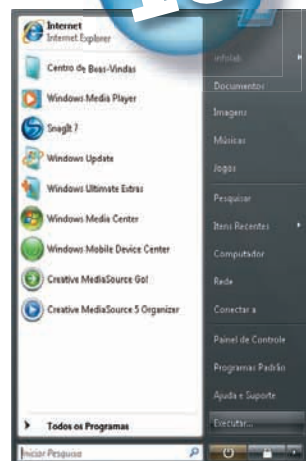 Internet
Internet Explorer
Centro de Boas-Vindas
Windows Media Player
SnagIt 7
Windows Update
Windows Ultimate Extras
Windows Media Center
Windows Mobile Device Center
Creative MediaSource Go!
Creative MediaSource 5 Organizer
Todos os Programas
Iniciar Pesquisa
infolab
Documentos
Imagens
Músicas
Jogos
Pesquisar
Itens Recentes
Computador
Rede
Conectar a
Painel de Controle
Programas Padrão
Ajuda e Suporte
Executar...